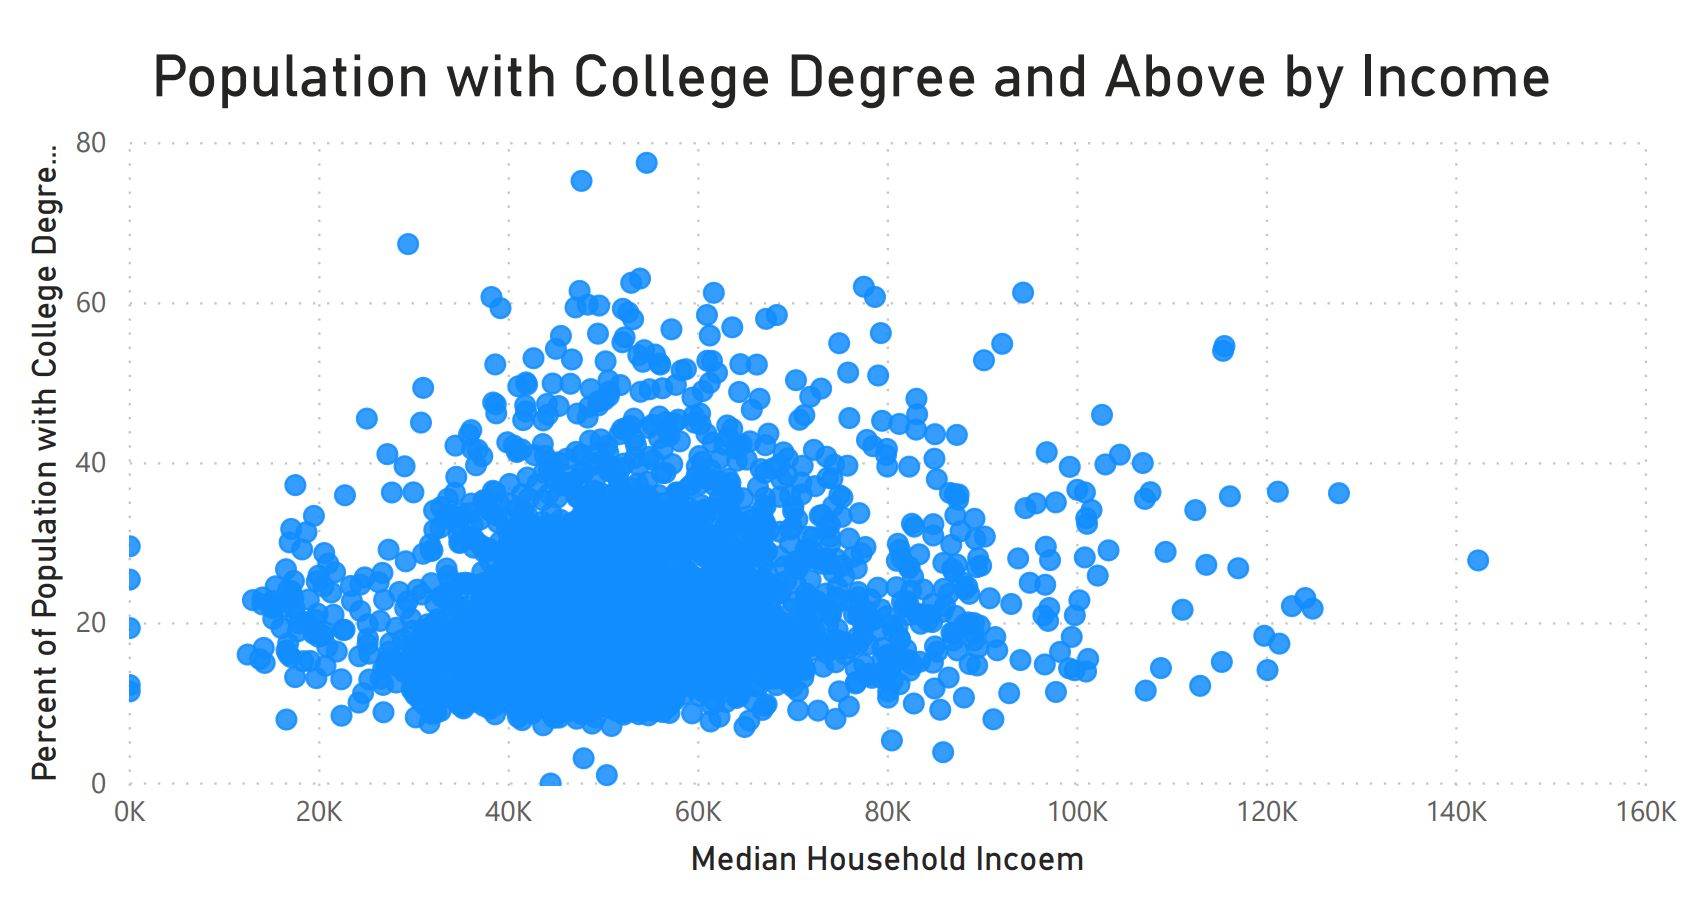 Population with College Degree and Above by Income
Percent of Population with College Degre...
80
60
40
20
0
0K 20K 40K 60K 80K 100K 120K 140K 160K
Median Household Incoem